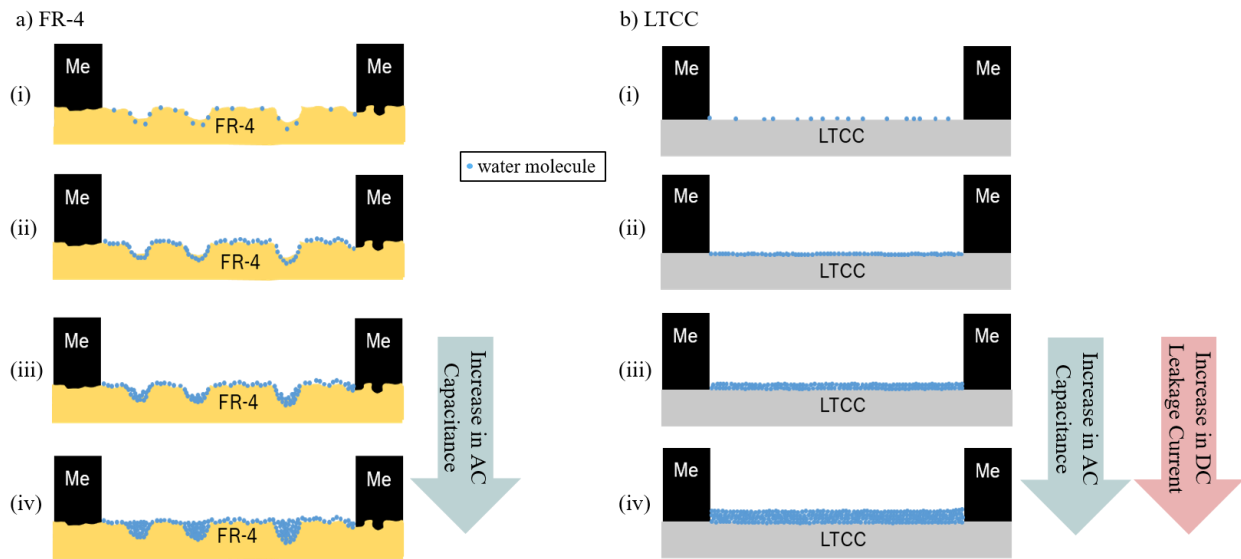 a) FR-4
(i)
Me
Me
FR-4
(ii)
Me
Me
FR-4
(iii)
Me
Me
FR-4
(iv)
Me
Me
FR-4
Increase in AC
Capacitance
water molecule
b) LTCC
(i)
Me
Me
LTCC
(ii)
Me
Me
LTCC
(iii)
Me
Me
LTCC
(iv)
Me
Me
LTCC
Increase in AC
Capacitance
Increase in DC
Leakage Current